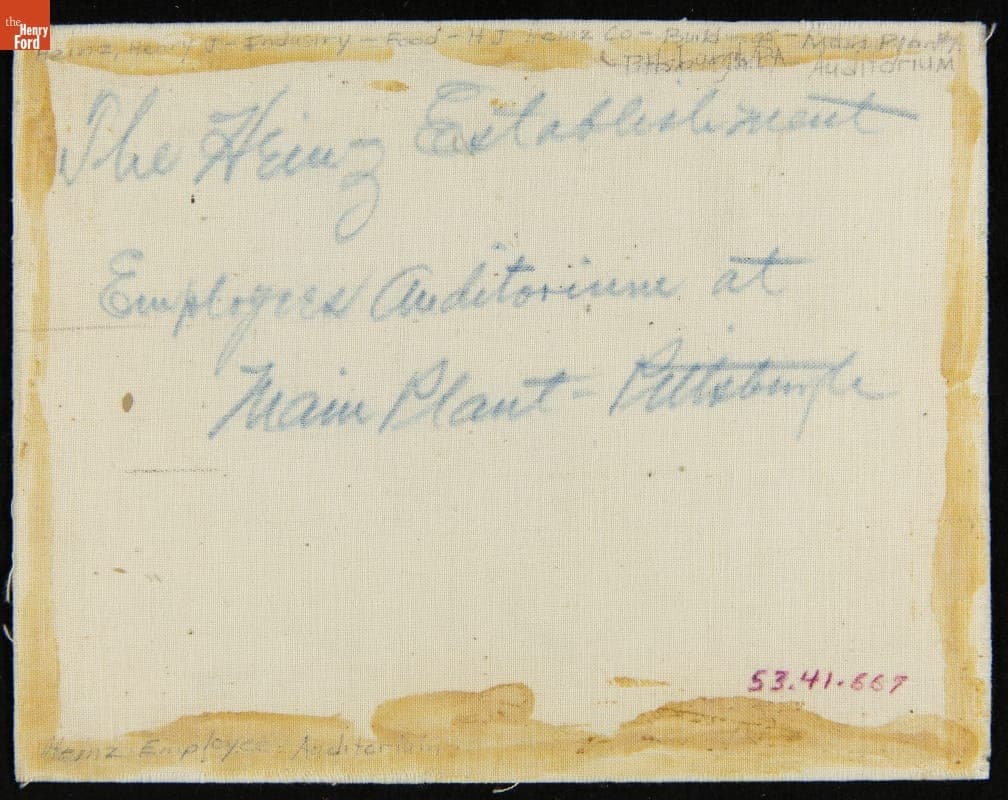 the Henry Ford
Heinz, Henry J - Industry - Food - H J Heinz Co - Buildings - Main Plant
Pittsburgh, PA - Auditorium
The Heinz Establishment
Employees Auditorium at
Main Plant - Pittsburgh
53.41.667
Heinz Employee Auditorium